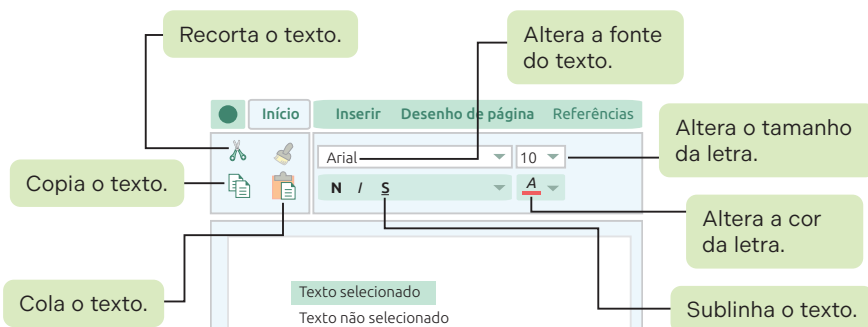 Recorta o texto.
Altera a fonte
do texto.
Início
Inserir Desenho de página Referências
Altera o tamanho
da letra.
Arial
10
Copia o texto.
N I S
A
Altera a cor
da letra.
Cola o texto.
Texto selecionado
Texto não selecionado
Sublinha o texto.